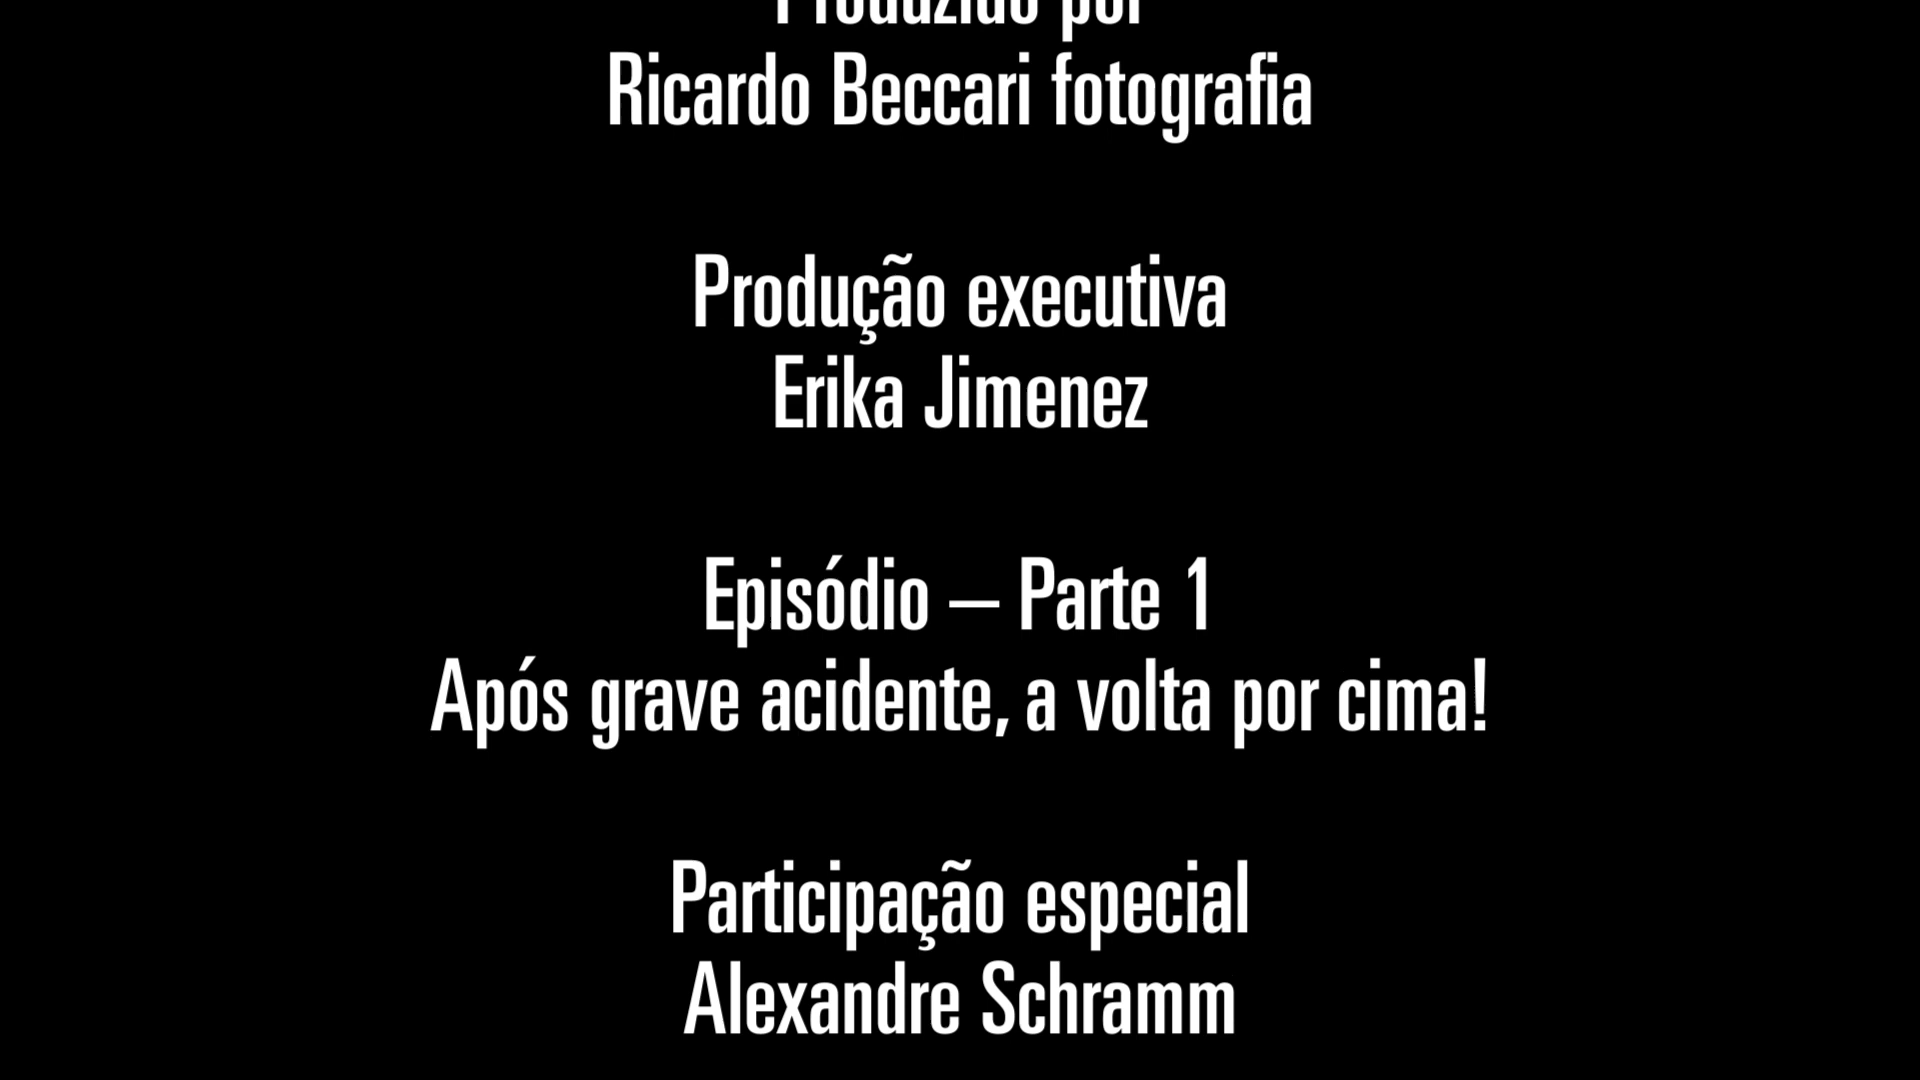 Produzido por
Ricardo Beccari fotografia
Produção executiva
Erika Jimenez
Episódio – Parte 1
Após grave acidente, a volta por cima!
Participação especial
Alexandre Schramm